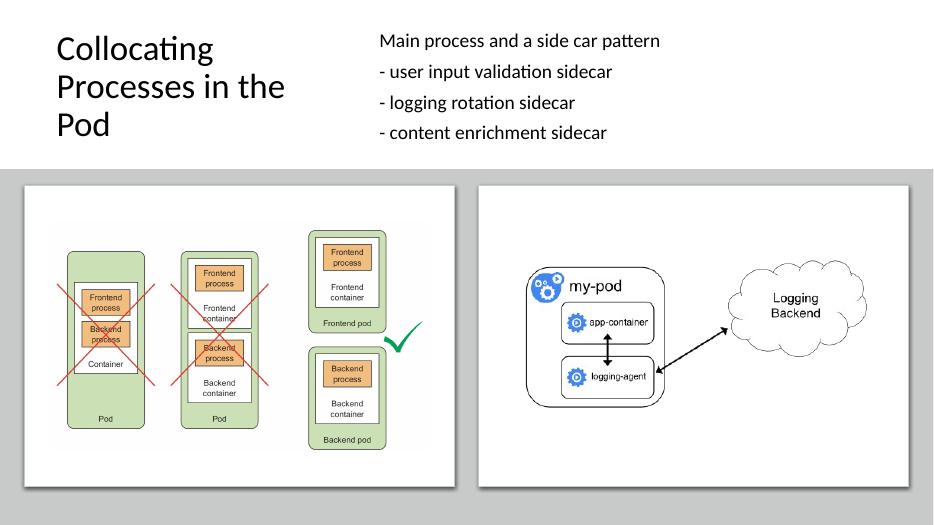 Collocating
Processes in the
Pod
Main process and a side car pattern
- user input validation sidecar
- logging rotation sidecar
- content enrichment sidecar
Frontend
process
Backend
process
Container
Pod
Frontend
process
Frontend
container
Backend
process
Backend
container
Pod
Frontend
process
Frontend
container
Frontend pod
Backend
process
Backend
container
Backend pod
my-pod
app-container
logging-agent
Logging
Backend